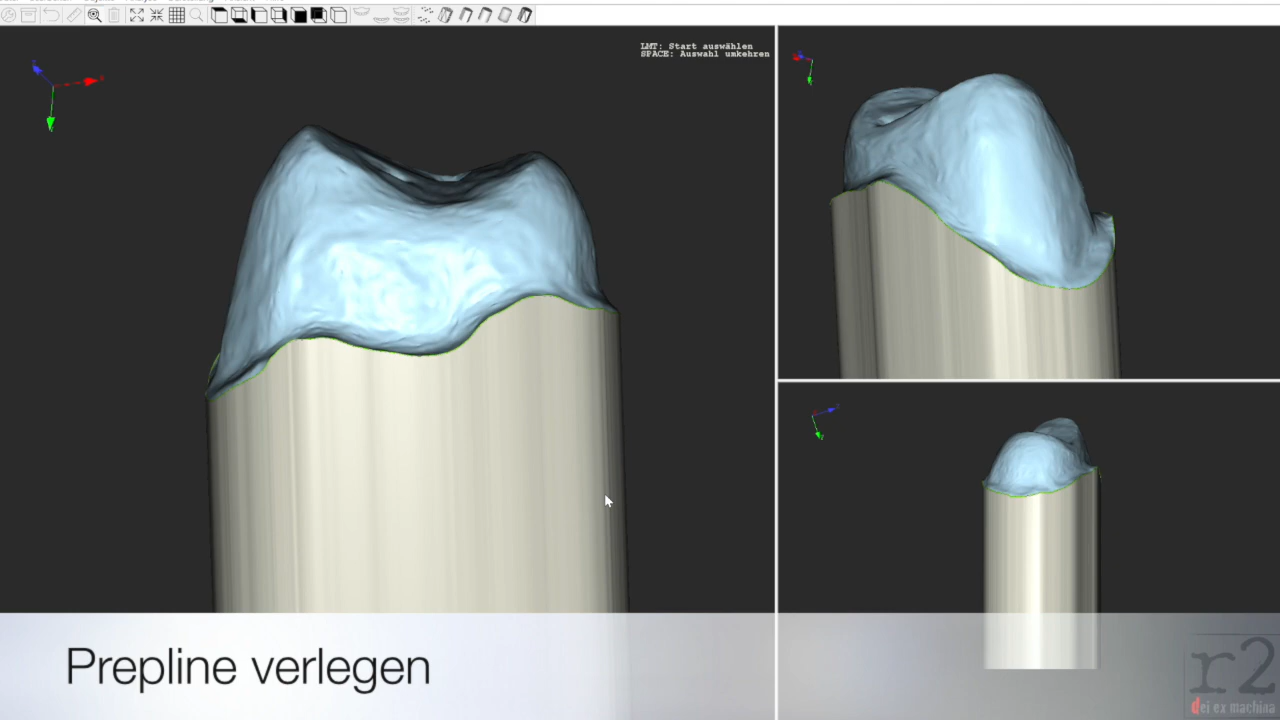 LMT: Start auswählen
SPACE: Auswahl umkehren
Prepline verlegen
r2
dei ex machina